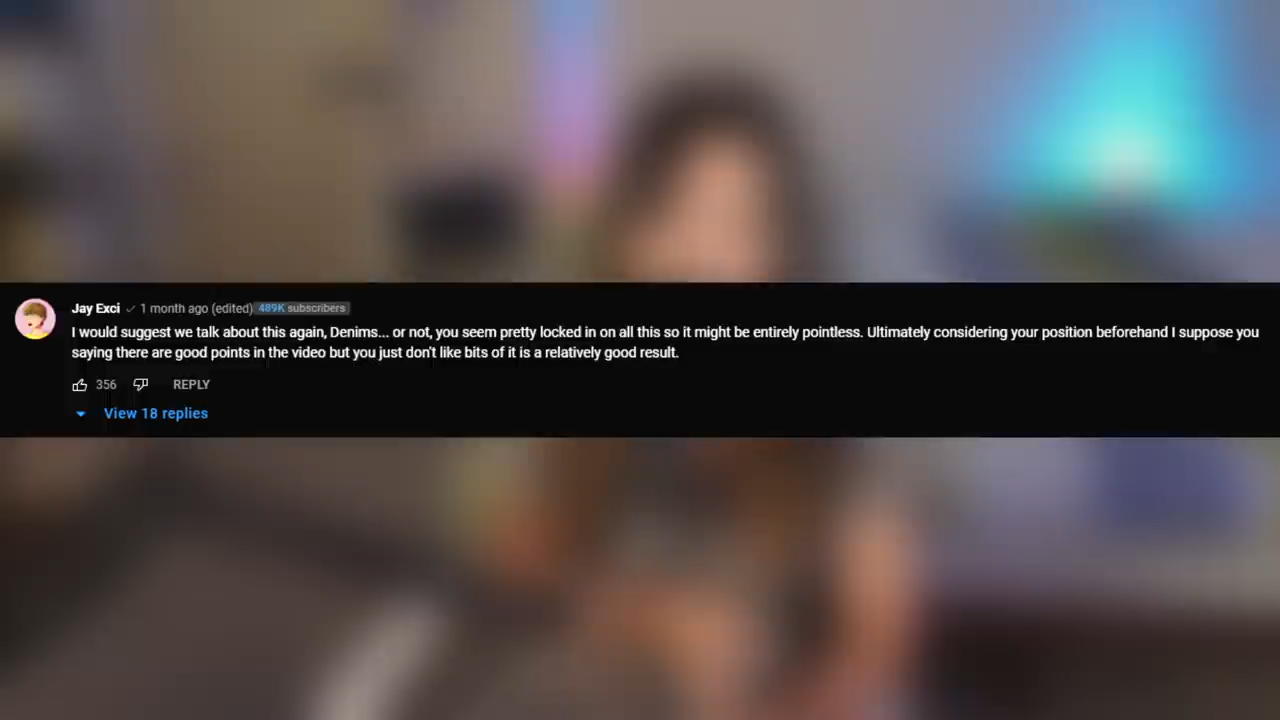 Jay Exci 1 month ago (edited) 489K subscribers
I would suggest we talk about this again, Denims... or not, you seem pretty locked in on all this so it might be entirely pointless. Ultimately considering your position beforehand I suppose you
saying there are good points in the video but you just don't like bits of it is a relatively good result.
356 REPLY
View 18 replies